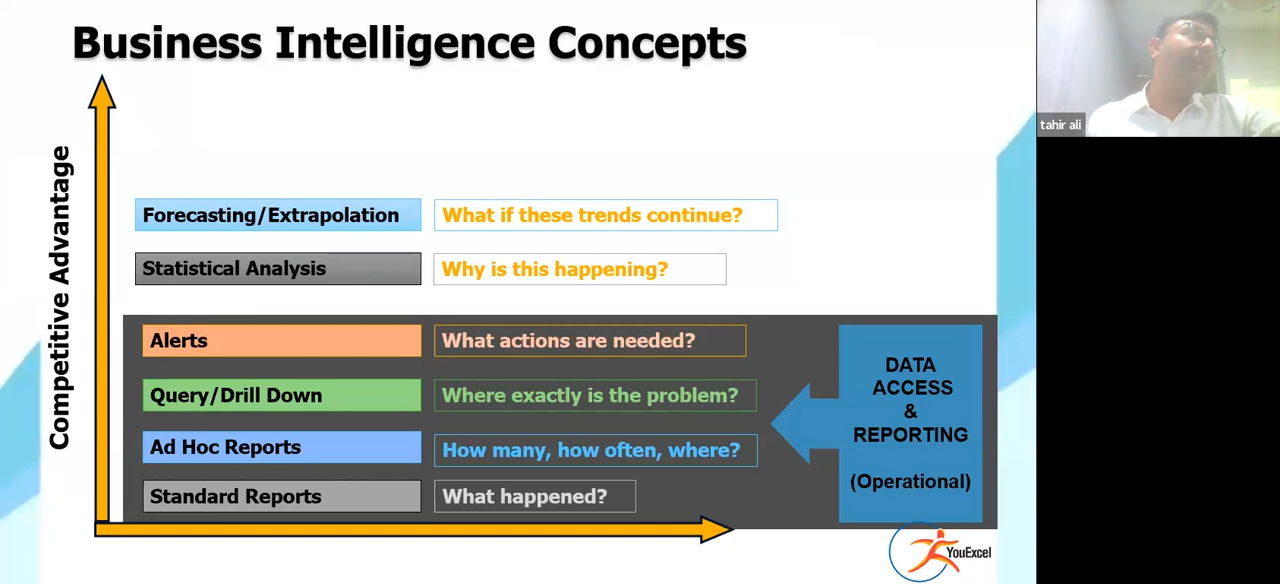 Business Intelligence Concepts
tahir ali
Competitive Advantage
Forecasting/Extrapolation
What if these trends continue?
Statistical Analysis
Why is this happening?
Alerts
What actions are needed?
Query/Drill Down
Where exactly is the problem?
Ad Hoc Reports
How many, how often, where?
Standard Reports
What happened?
DATA
ACCESS
&
REPORTING
(Operational)
YouExcel